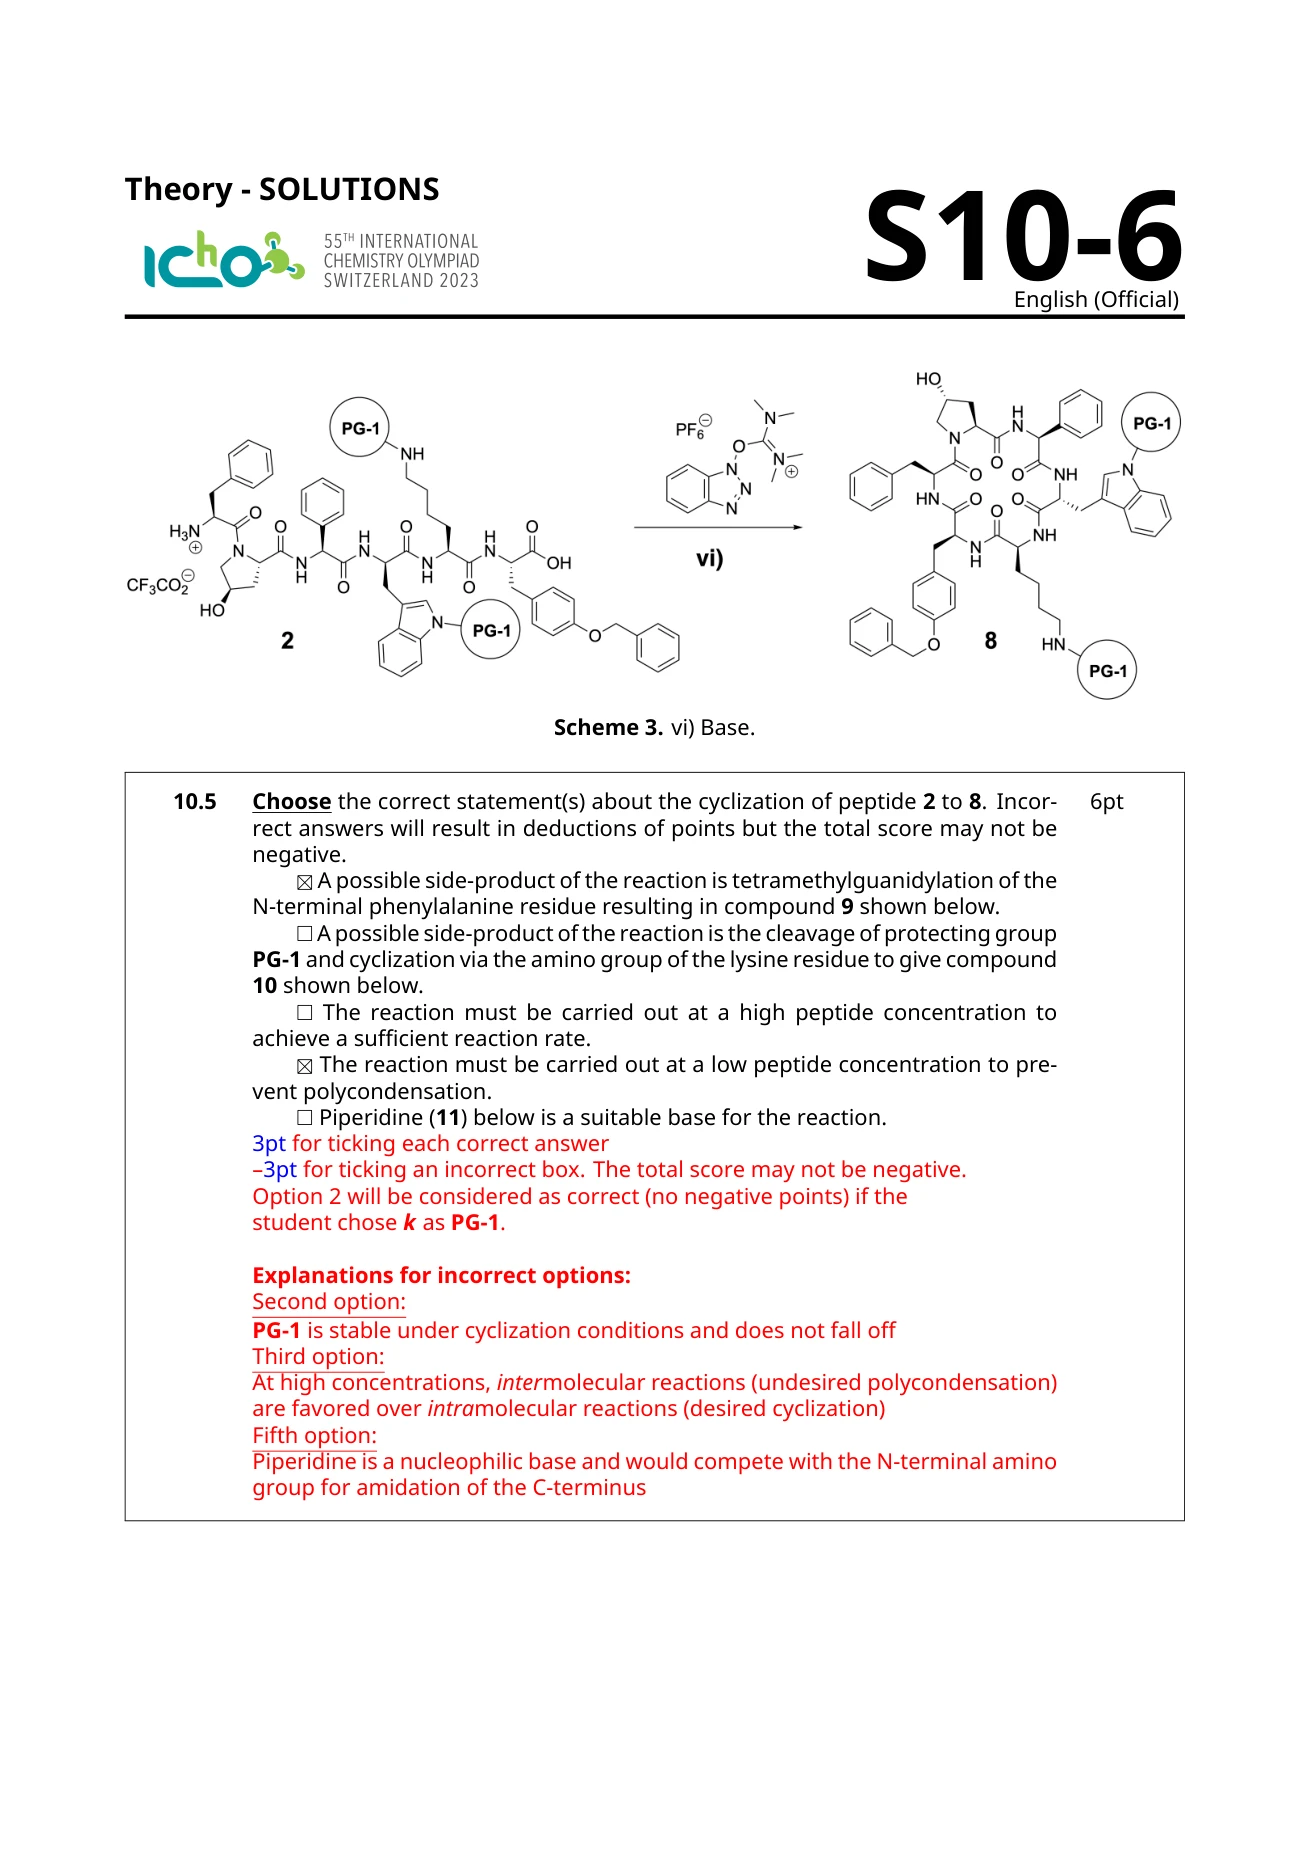 Theory - SOLUTIONS
S10-6
IChO
55TH INTERNATIONAL
CHEMISTRY OLYMPIAD
SWITZERLAND 2023
English (Official)
PG-1
NH
H3N
⊕
O
N
HO
CF3CO2⊖
O
N
H
O
H
N
O
N
H
O
H
N
O
OH
N
PG-1
O
2
PF6⊖
N
O
N
⊕
N
N
N
vi)
HO
N
O
H
N
O
O
NH
N
PG-1
HN
O
O
O
NH
N
H
O
HN
PG-1
8
Scheme 3. vi) Base.
10.5 Choose the correct statement(s) about the cyclization of peptide 2 to 8. Incor- 6pt
rect answers will result in deductions of points but the total score may not be
negative.
☒ A possible side-product of the reaction is tetramethylguanidylation of the
N-terminal phenylalanine residue resulting in compound 9 shown below.
☐ A possible side-product of the reaction is the cleavage of protecting group
PG-1 and cyclization via the amino group of the lysine residue to give compound
10 shown below.
☐ The reaction must be carried out at a high peptide concentration to
achieve a sufficient reaction rate.
☒ The reaction must be carried out at a low peptide concentration to pre-
vent polycondensation.
☐ Piperidine (11) below is a suitable base for the reaction.
3pt for ticking each correct answer
–3pt for ticking an incorrect box. The total score may not be negative.
Option 2 will be considered as correct (no negative points) if the
student chose k as PG-1.
Explanations for incorrect options:
Second option:
PG-1 is stable under cyclization conditions and does not fall off
Third option:
At high concentrations, intermolecular reactions (undesired polycondensation)
are favored over intramolecular reactions (desired cyclization)
Fifth option:
Piperidine is a nucleophilic base and would compete with the N-terminal amino
group for amidation of the C-terminus